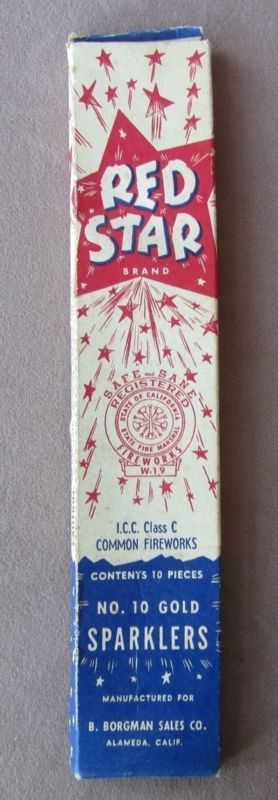 RED
STAR
BRAND
SAFE and SANE
REGISTERED
STATE OF CALIFORNIA
STATE FIRE MARSHAL
FIREWORKS
W-19
I.C.C. Class C
COMMON FIREWORKS
CONTENTS 10 PIECES
NO. 10 GOLD
SPARKLERS
MANUFACTURED FOR
B. BORGMAN SALES CO.
ALAMEDA, CALIF.